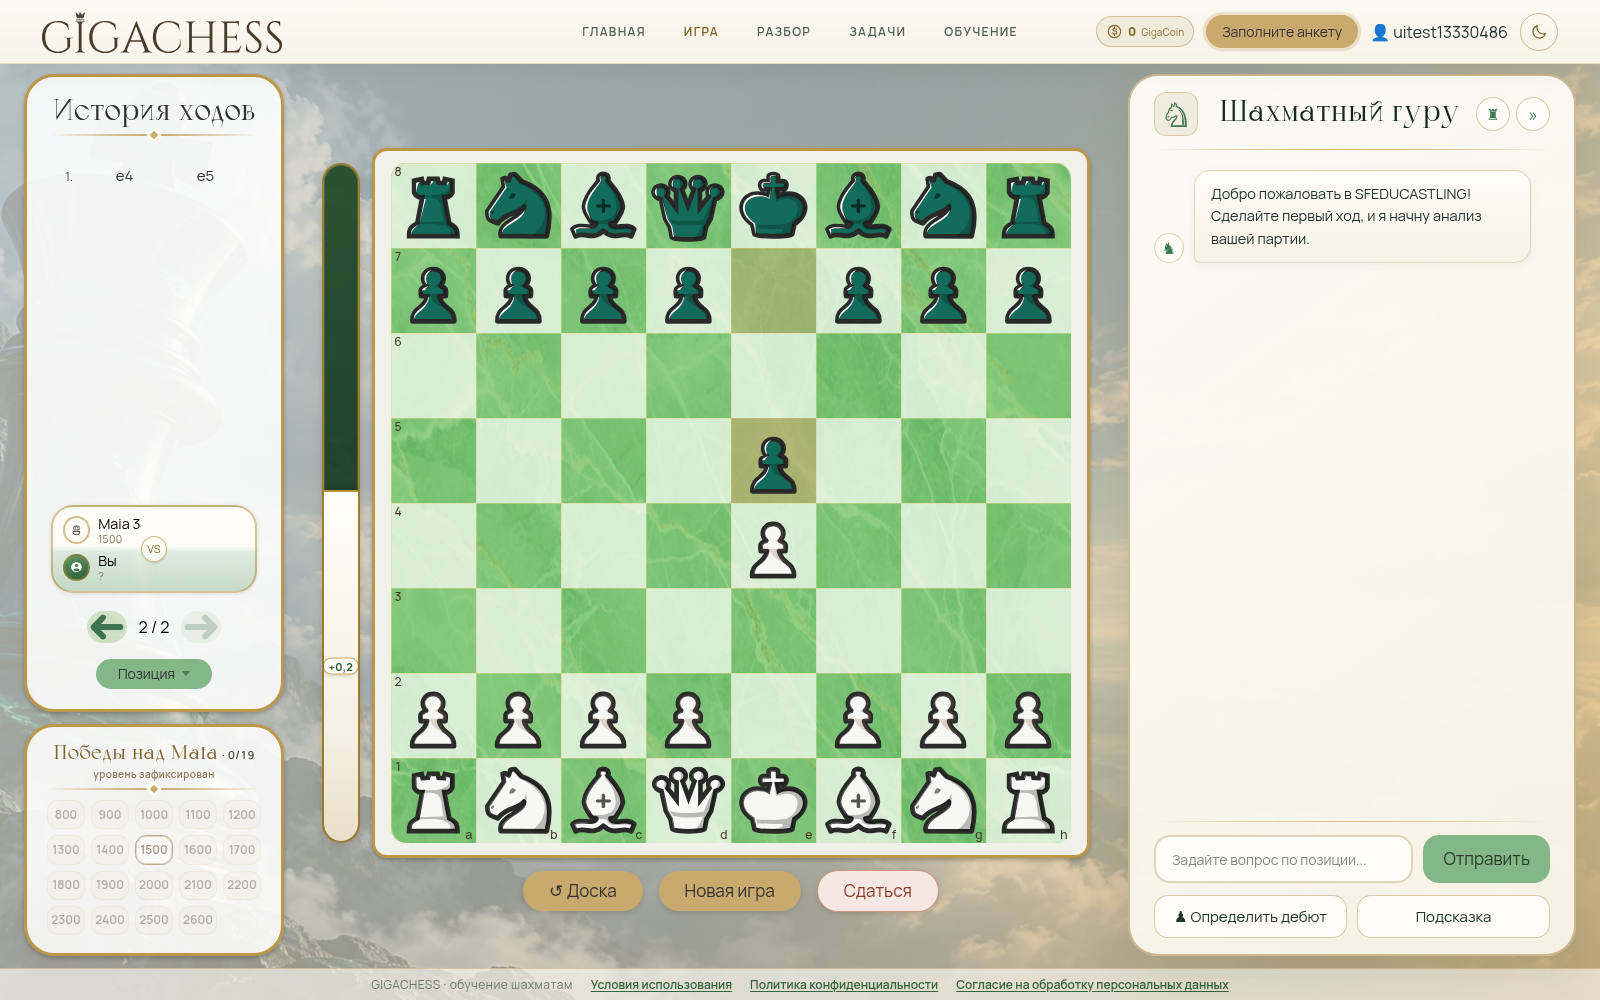 GIGACHESS
ГЛАВНАЯ
ИГРА
РАЗБОР
ЗАДАЧИ
ОБУЧЕНИЕ
0 GigaCoin
Заполните анкету
uitest13330486
История ходов
1. e4 e5
Maia 3
1500
VS
Вы
?
2 / 2
Позиция
Победы над Maia · 0/19
уровень зафиксирован
800 900 1000 1100 1200
1300 1400 1500 1600 1700
1800 1900 2000 2100 2200
2300 2400 2500 2600
+0,2
8
7
6
5
4
3
2
1
a b c d e f g h
↺ Доска
Новая игра
Сдаться
Шахматный гуру
»
Добро пожаловать в SFEDUCASTLING!
Сделайте первый ход, и я начну анализ
вашей партии.
Задайте вопрос по позиции...
Отправить
♟ Определить дебют
Подсказка
GIGACHESS · обучение шахматам
Условия использования
Политика конфиденциальности
Согласие на обработку персональных данных